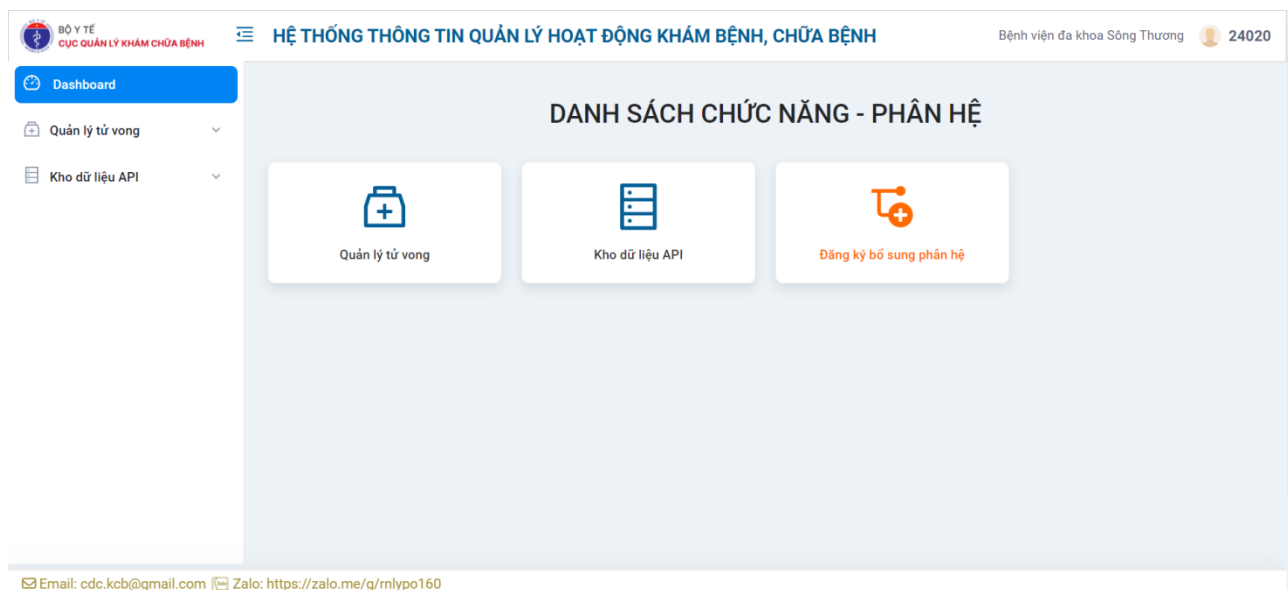 BỘ Y TẾ
CỤC QUẢN LÝ KHÁM CHỮA BỆNH
HỆ THỐNG THÔNG TIN QUẢN LÝ HOẠT ĐỘNG KHÁM BỆNH, CHỮA BỆNH
Bệnh viện đa khoa Sông Thương
24020
Dashboard
Quản lý tử vong
Kho dữ liệu API
DANH SÁCH CHỨC NĂNG - PHÂN HỆ
Quản lý tử vong
Kho dữ liệu API
Đăng ký bổ sung phân hệ
Email: cdc.kcb@gmail.com Zalo: https://zalo.me/g/rnlypo160